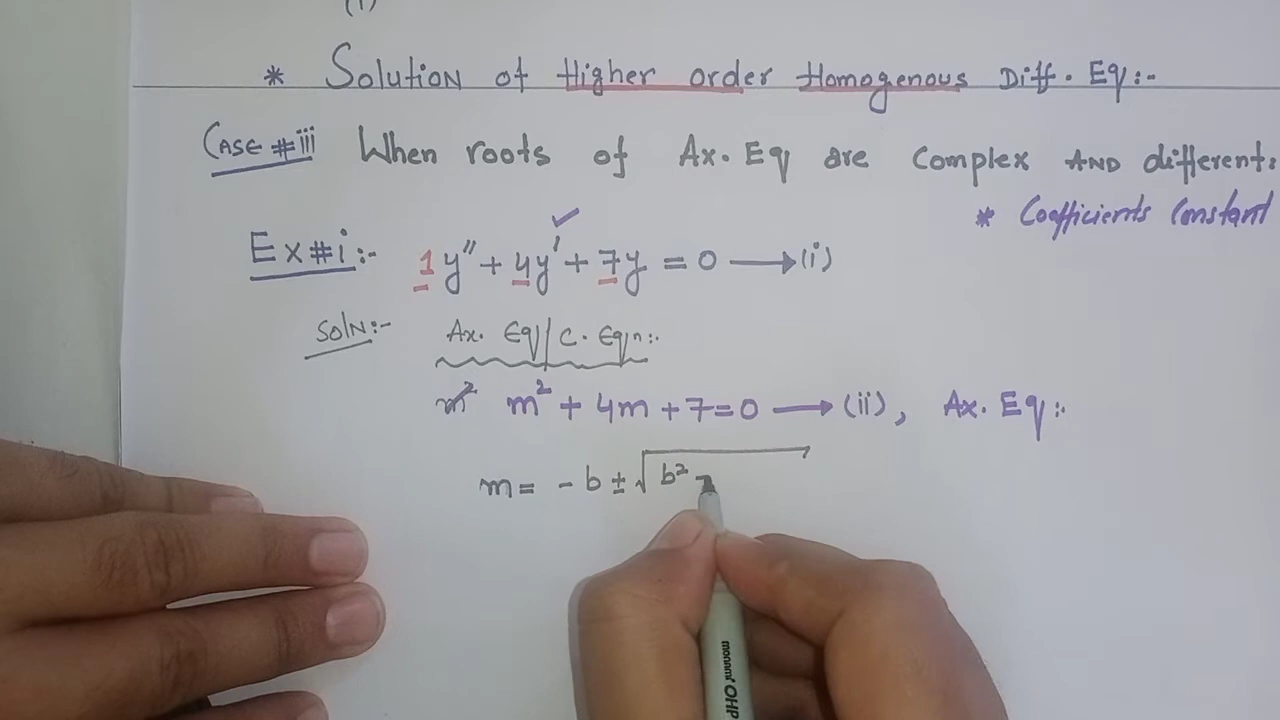 (i)
* Solution of Higher order Homogenous Diff. Eq:-
Case #iii When roots of Ax. Eq are Complex AND different:
* Coefficients Constant
Ex#i:- 1y'' + 4y' + 7y = 0 ⟶ (i)
Soln:- Ax. Eq/C. Eqn:
m² m² + 4m + 7 = 0 ⟶ (ii), Ax. Eq:
m = - b ± √b² -
monami OHP